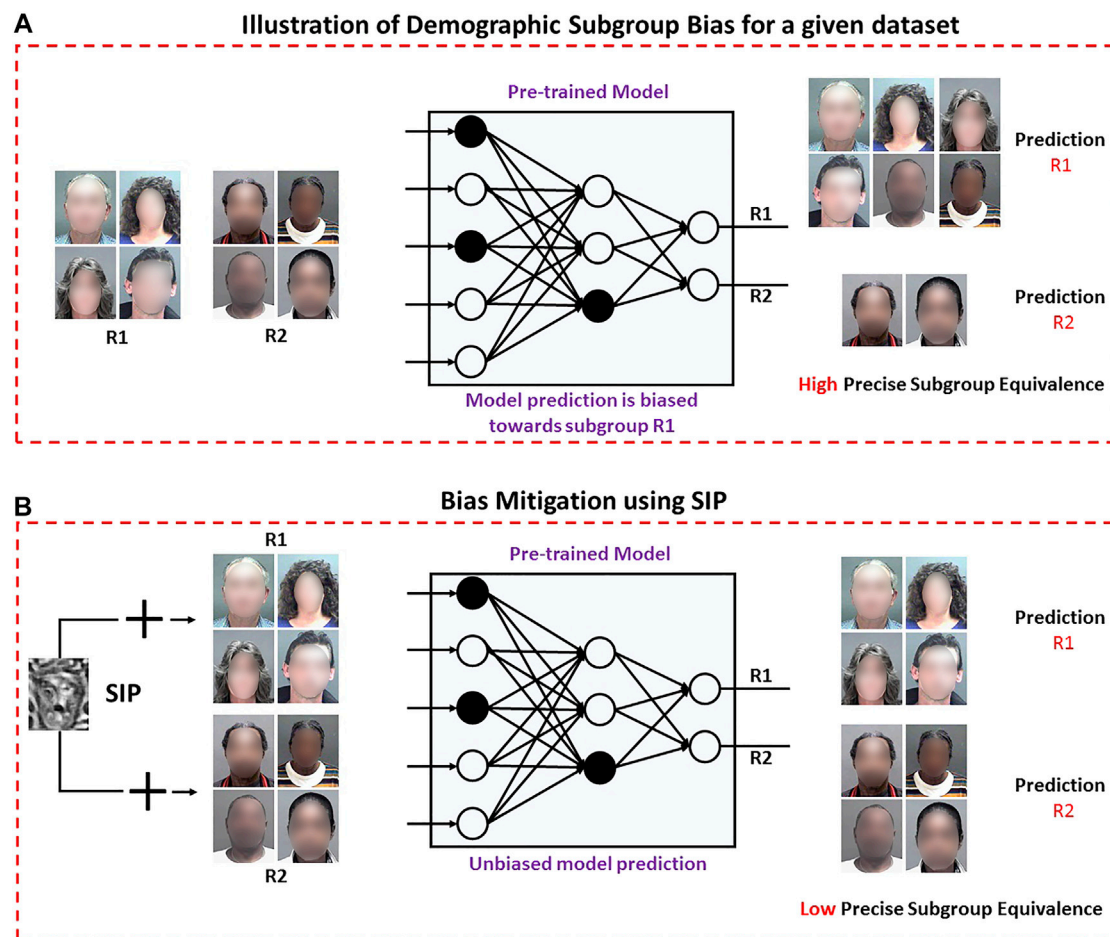 A
Illustration of Demographic Subgroup Bias for a given dataset
Pre-trained Model
R1
R2
R1
R2
Model prediction is biased
towards subgroup R1
Prediction
R1
Prediction
R2
High Precise Subgroup Equivalence
B
Bias Mitigation using SIP
SIP
R1
R2
Pre-trained Model
R1
R2
Unbiased model prediction
Prediction
R1
Prediction
R2
Low Precise Subgroup Equivalence